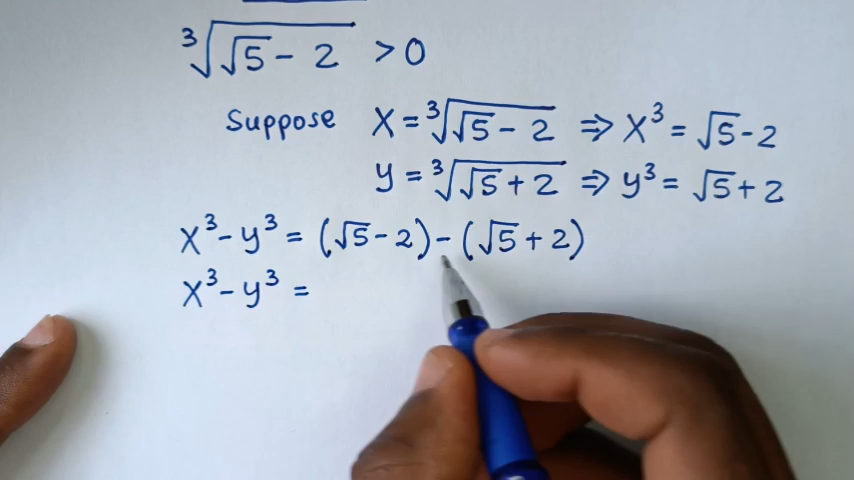 ∛(√5 - 2) > 0
Suppose x = ∛(√5 - 2) ⇒ x³ = √5 - 2
y = ∛(√5 + 2) ⇒ y³ = √5 + 2
x³ - y³ = (√5 - 2) - (√5 + 2)
x³ - y³ =